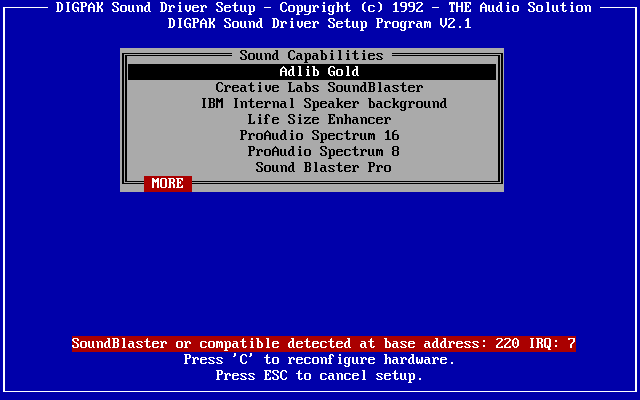 DIGPAK Sound Driver Setup - Copyright (c) 1992 - THE Audio Solution
DIGPAK Sound Driver Setup Program V2.1
Sound Capabilities
Adlib Gold
Creative Labs SoundBlaster
IBM Internal Speaker background
Life Size Enhancer
ProAudio Spectrum 16
ProAudio Spectrum 8
Sound Blaster Pro
MORE
SoundBlaster or compatible detected at base address: 220 IRQ: 7
Press 'C' to reconfigure hardware.
Press ESC to cancel setup.